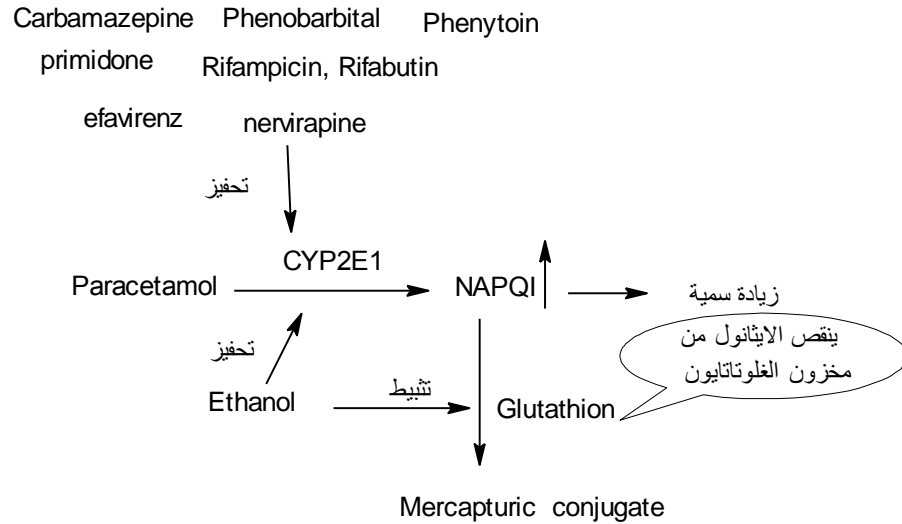 Carbamazepine Phenobarbital Phenytoin
primidone Rifampicin, Rifabutin
efavirenz nervirapine
تحفيز
CYP2E1
Paracetamol NAPQI زيادة سمية
ينقص الايثانول من
مخزون الغلوتاتايون
تحفيز
Ethanol تثبيط Glutathion
Mercapturic conjugate